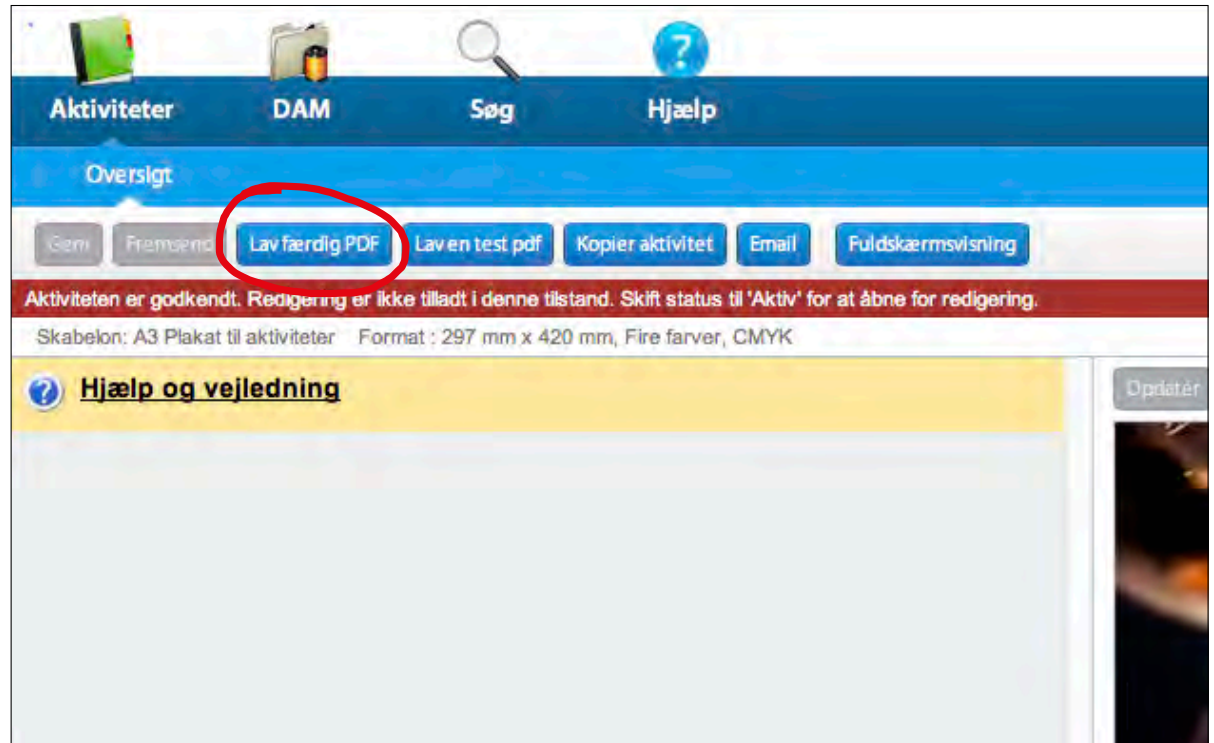 Aktiviteter DAM Søg Hjælp
Oversigt
Gem Fremsend Lav færdig PDF Lav en test pdf Kopier aktivitet Email Fuldskærmsvisning
Aktiviteten er godkendt. Redigering er ikke tilladt i denne tilstand. Skift status til 'Aktiv' for at åbne for redigering.
Skabelon: A3 Plakat til aktiviteter Format : 297 mm x 420 mm, Fire farver, CMYK
Hjælp og vejledning
Opdatér